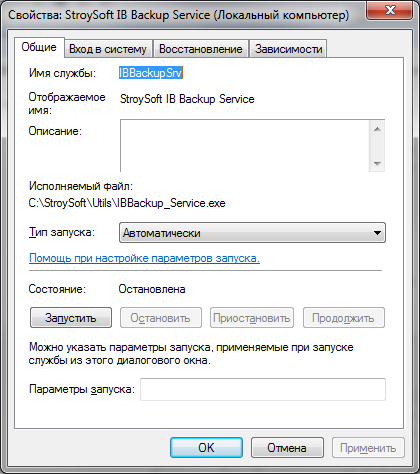 Свойства: StroySoft IB Backup Service (Локальный компьютер)
Общие Вход в систему Восстановление Зависимости
Имя службы: IBBackupSrv
Отображаемое имя: StroySoft IB Backup Service
Описание:
Исполняемый файл:
C:\StroySoft\Utils\IBBackup_Service.exe
Тип запуска: Автоматически
Помощь при настройке параметров запуска.
Состояние: Остановлена
Запустить Остановить Приостановить Продолжить
Можно указать параметры запуска, применяемые при запуске
службы из этого диалогового окна.
Параметры запуска:
OK Отмена Применить